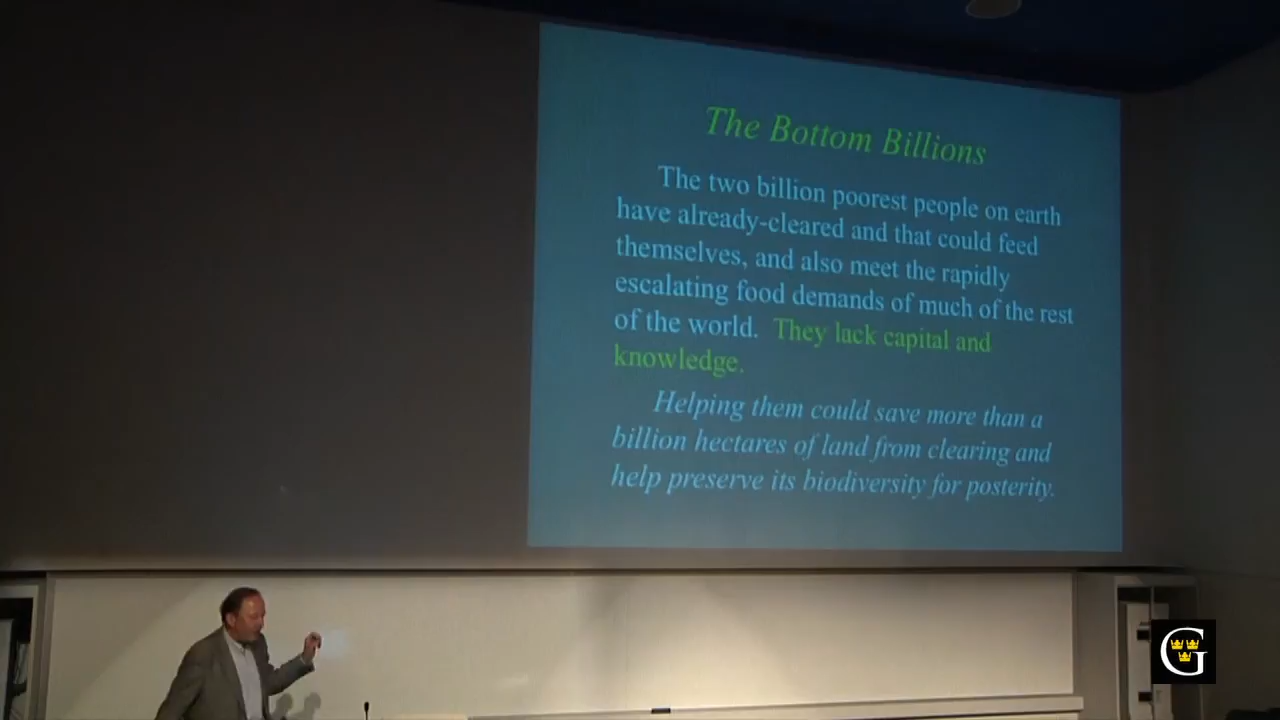 The Bottom Billions
The two billion poorest people on earth
have already-cleared and that could feed
themselves, and also meet the rapidly
escalating food demands of much of the rest
of the world. They lack capital and
knowledge.
Helping them could save more than a
billion hectares of land from clearing and
help preserve its biodiversity for posterity.
G